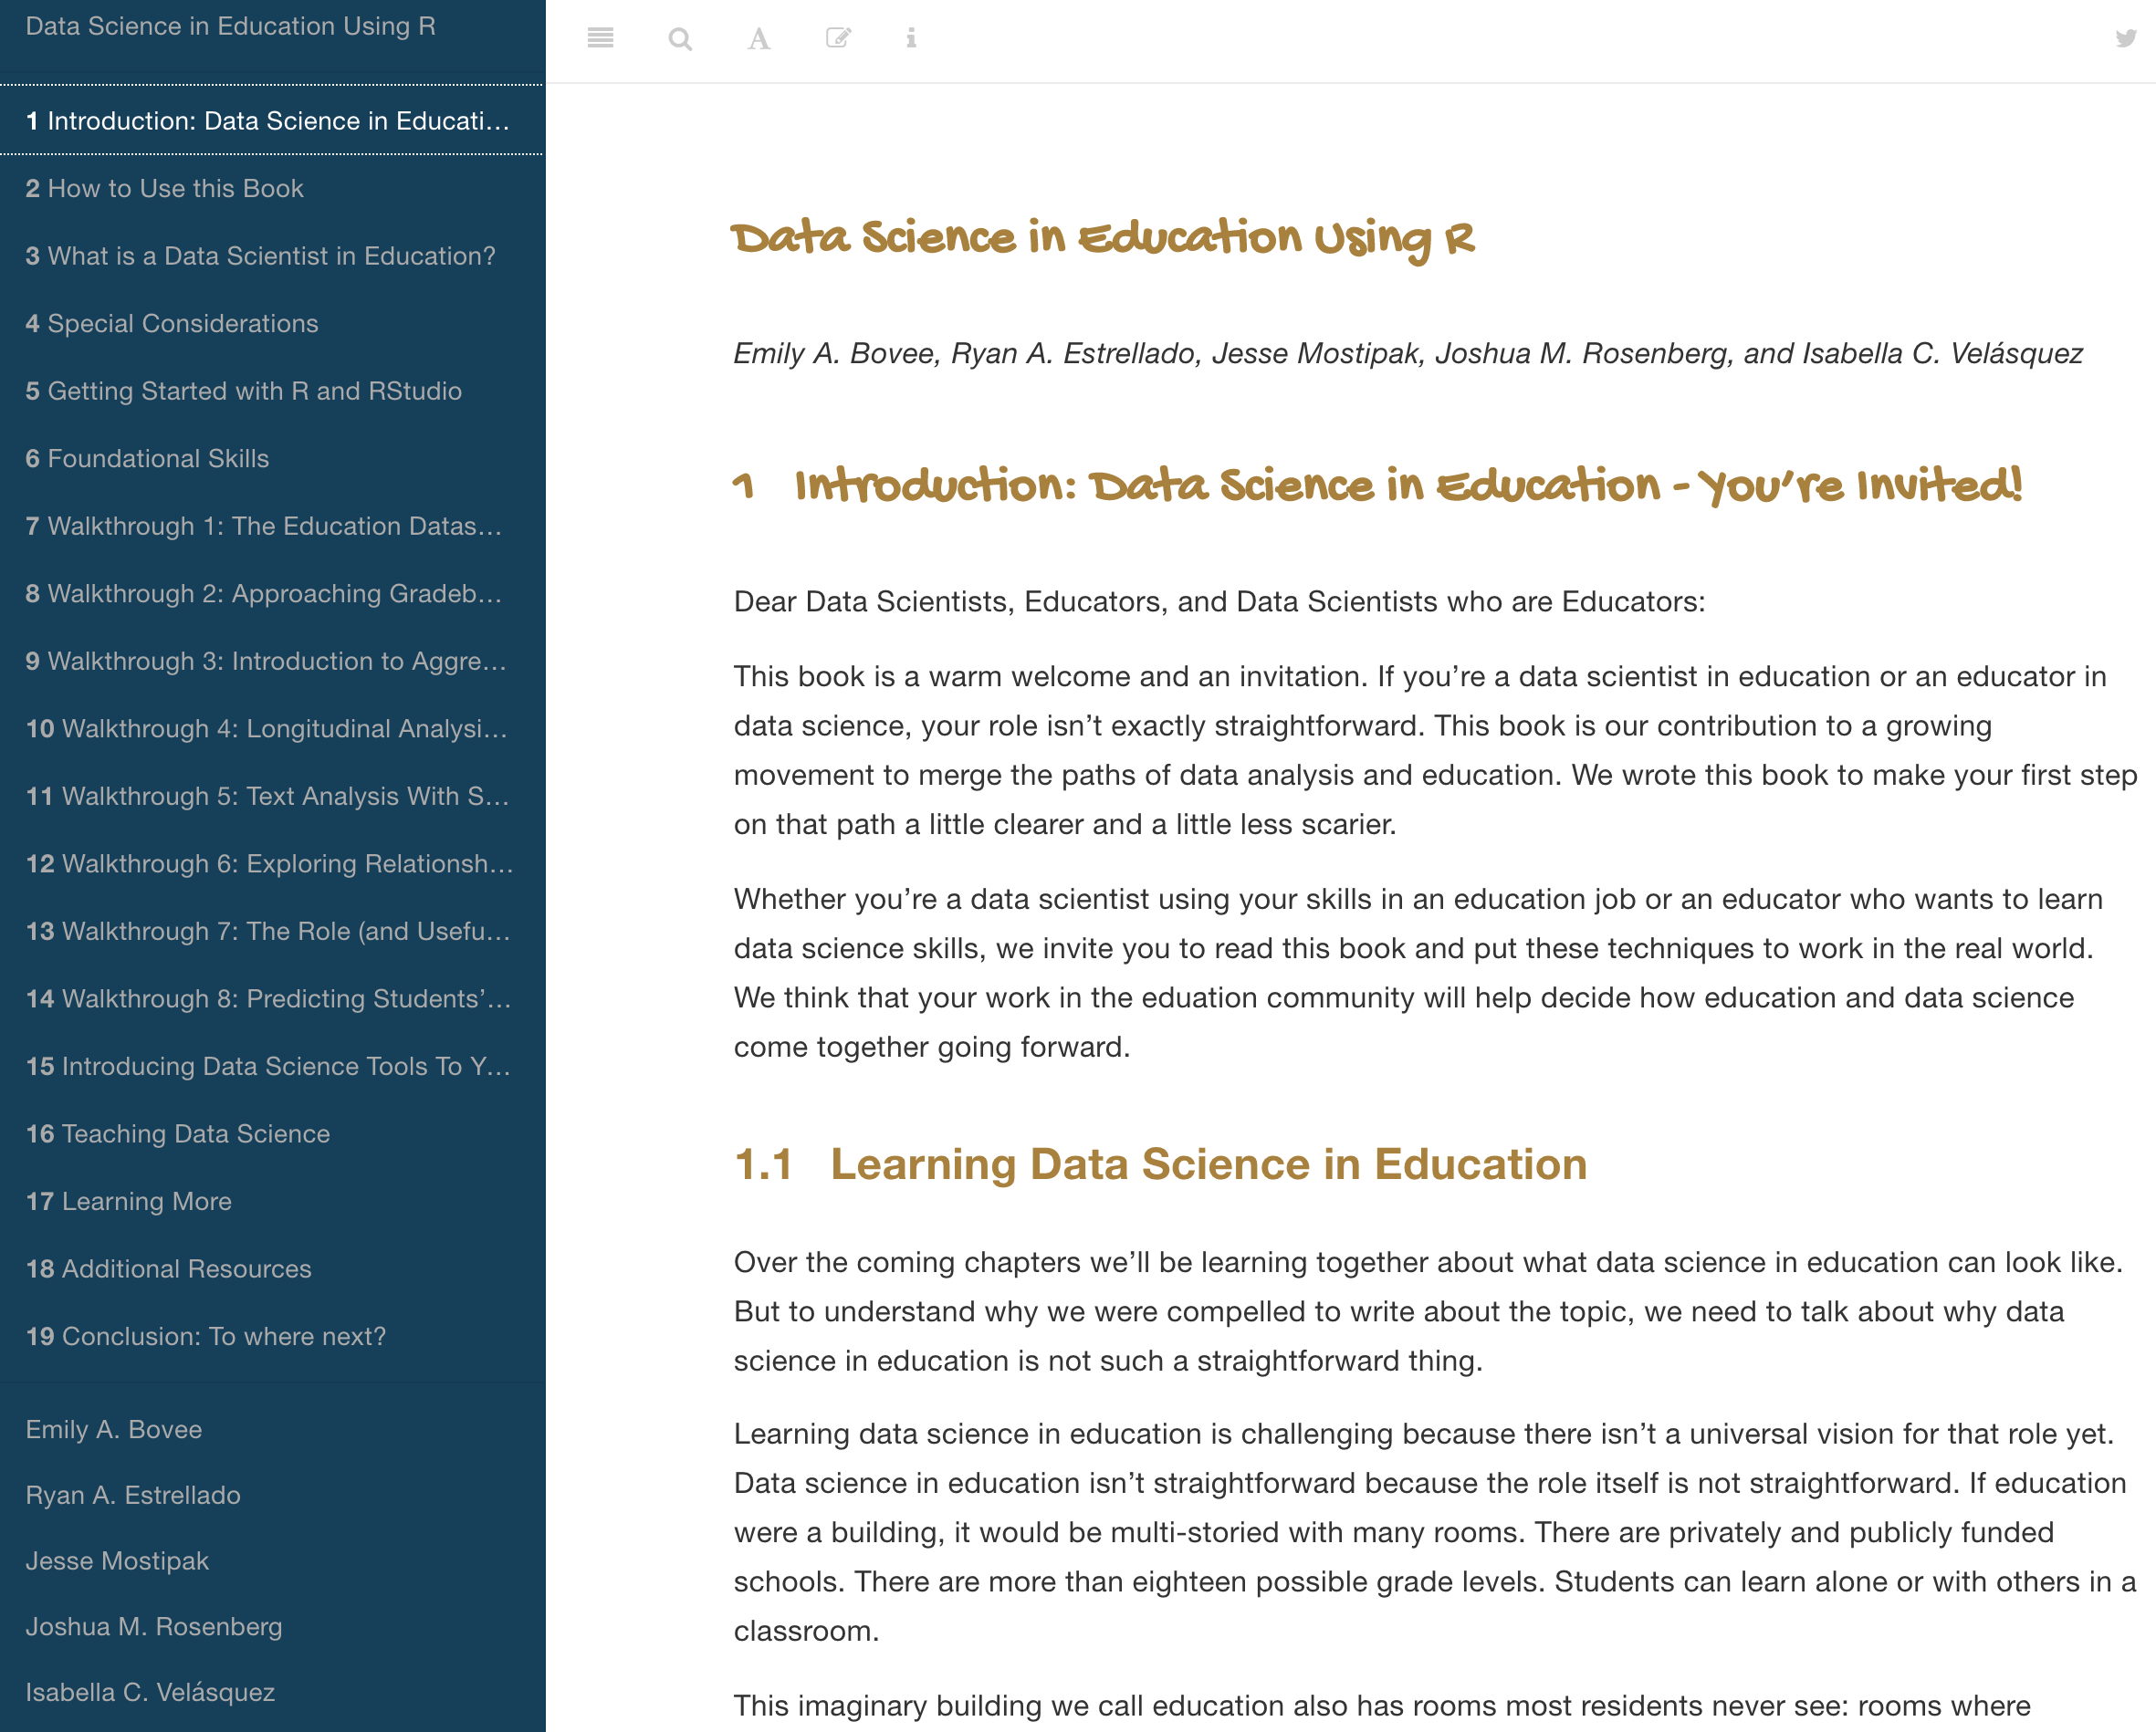 Data Science in Education Using R
1 Introduction: Data Science in Educati…
2 How to Use this Book
3 What is a Data Scientist in Education?
4 Special Considerations
5 Getting Started with R and RStudio
6 Foundational Skills
7 Walkthrough 1: The Education Datas…
8 Walkthrough 2: Approaching Gradeb…
9 Walkthrough 3: Introduction to Aggre…
10 Walkthrough 4: Longitudinal Analysi…
11 Walkthrough 5: Text Analysis With S…
12 Walkthrough 6: Exploring Relationsh…
13 Walkthrough 7: The Role (and Usefu…
14 Walkthrough 8: Predicting Students’…
15 Introducing Data Science Tools To Y…
16 Teaching Data Science
17 Learning More
18 Additional Resources
19 Conclusion: To where next?
Emily A. Bovee
Ryan A. Estrellado
Jesse Mostipak
Joshua M. Rosenberg
Isabella C. Velásquez
Data Science in Education Using R
Emily A. Bovee, Ryan A. Estrellado, Jesse Mostipak, Joshua M. Rosenberg, and Isabella C. Velásquez
1 Introduction: Data Science in Education - You’re Invited!
Dear Data Scientists, Educators, and Data Scientists who are Educators:
This book is a warm welcome and an invitation. If you’re a data scientist in education or an educator in
data science, your role isn’t exactly straightforward. This book is our contribution to a growing
movement to merge the paths of data analysis and education. We wrote this book to make your first step
on that path a little clearer and a little less scarier.
Whether you’re a data scientist using your skills in an education job or an educator who wants to learn
data science skills, we invite you to read this book and put these techniques to work in the real world.
We think that your work in the eduation community will help decide how education and data science
come together going forward.
1.1 Learning Data Science in Education
Over the coming chapters we’ll be learning together about what data science in education can look like.
But to understand why we were compelled to write about the topic, we need to talk about why data
science in education is not such a straightforward thing.
Learning data science in education is challenging because there isn’t a universal vision for that role yet.
Data science in education isn’t straightforward because the role itself is not straightforward. If education
were a building, it would be multi-storied with many rooms. There are privately and publicly funded
schools. There are more than eighteen possible grade levels. Students can learn alone or with others in a
classroom.
This imaginary building we call education also has rooms most residents never see: rooms where